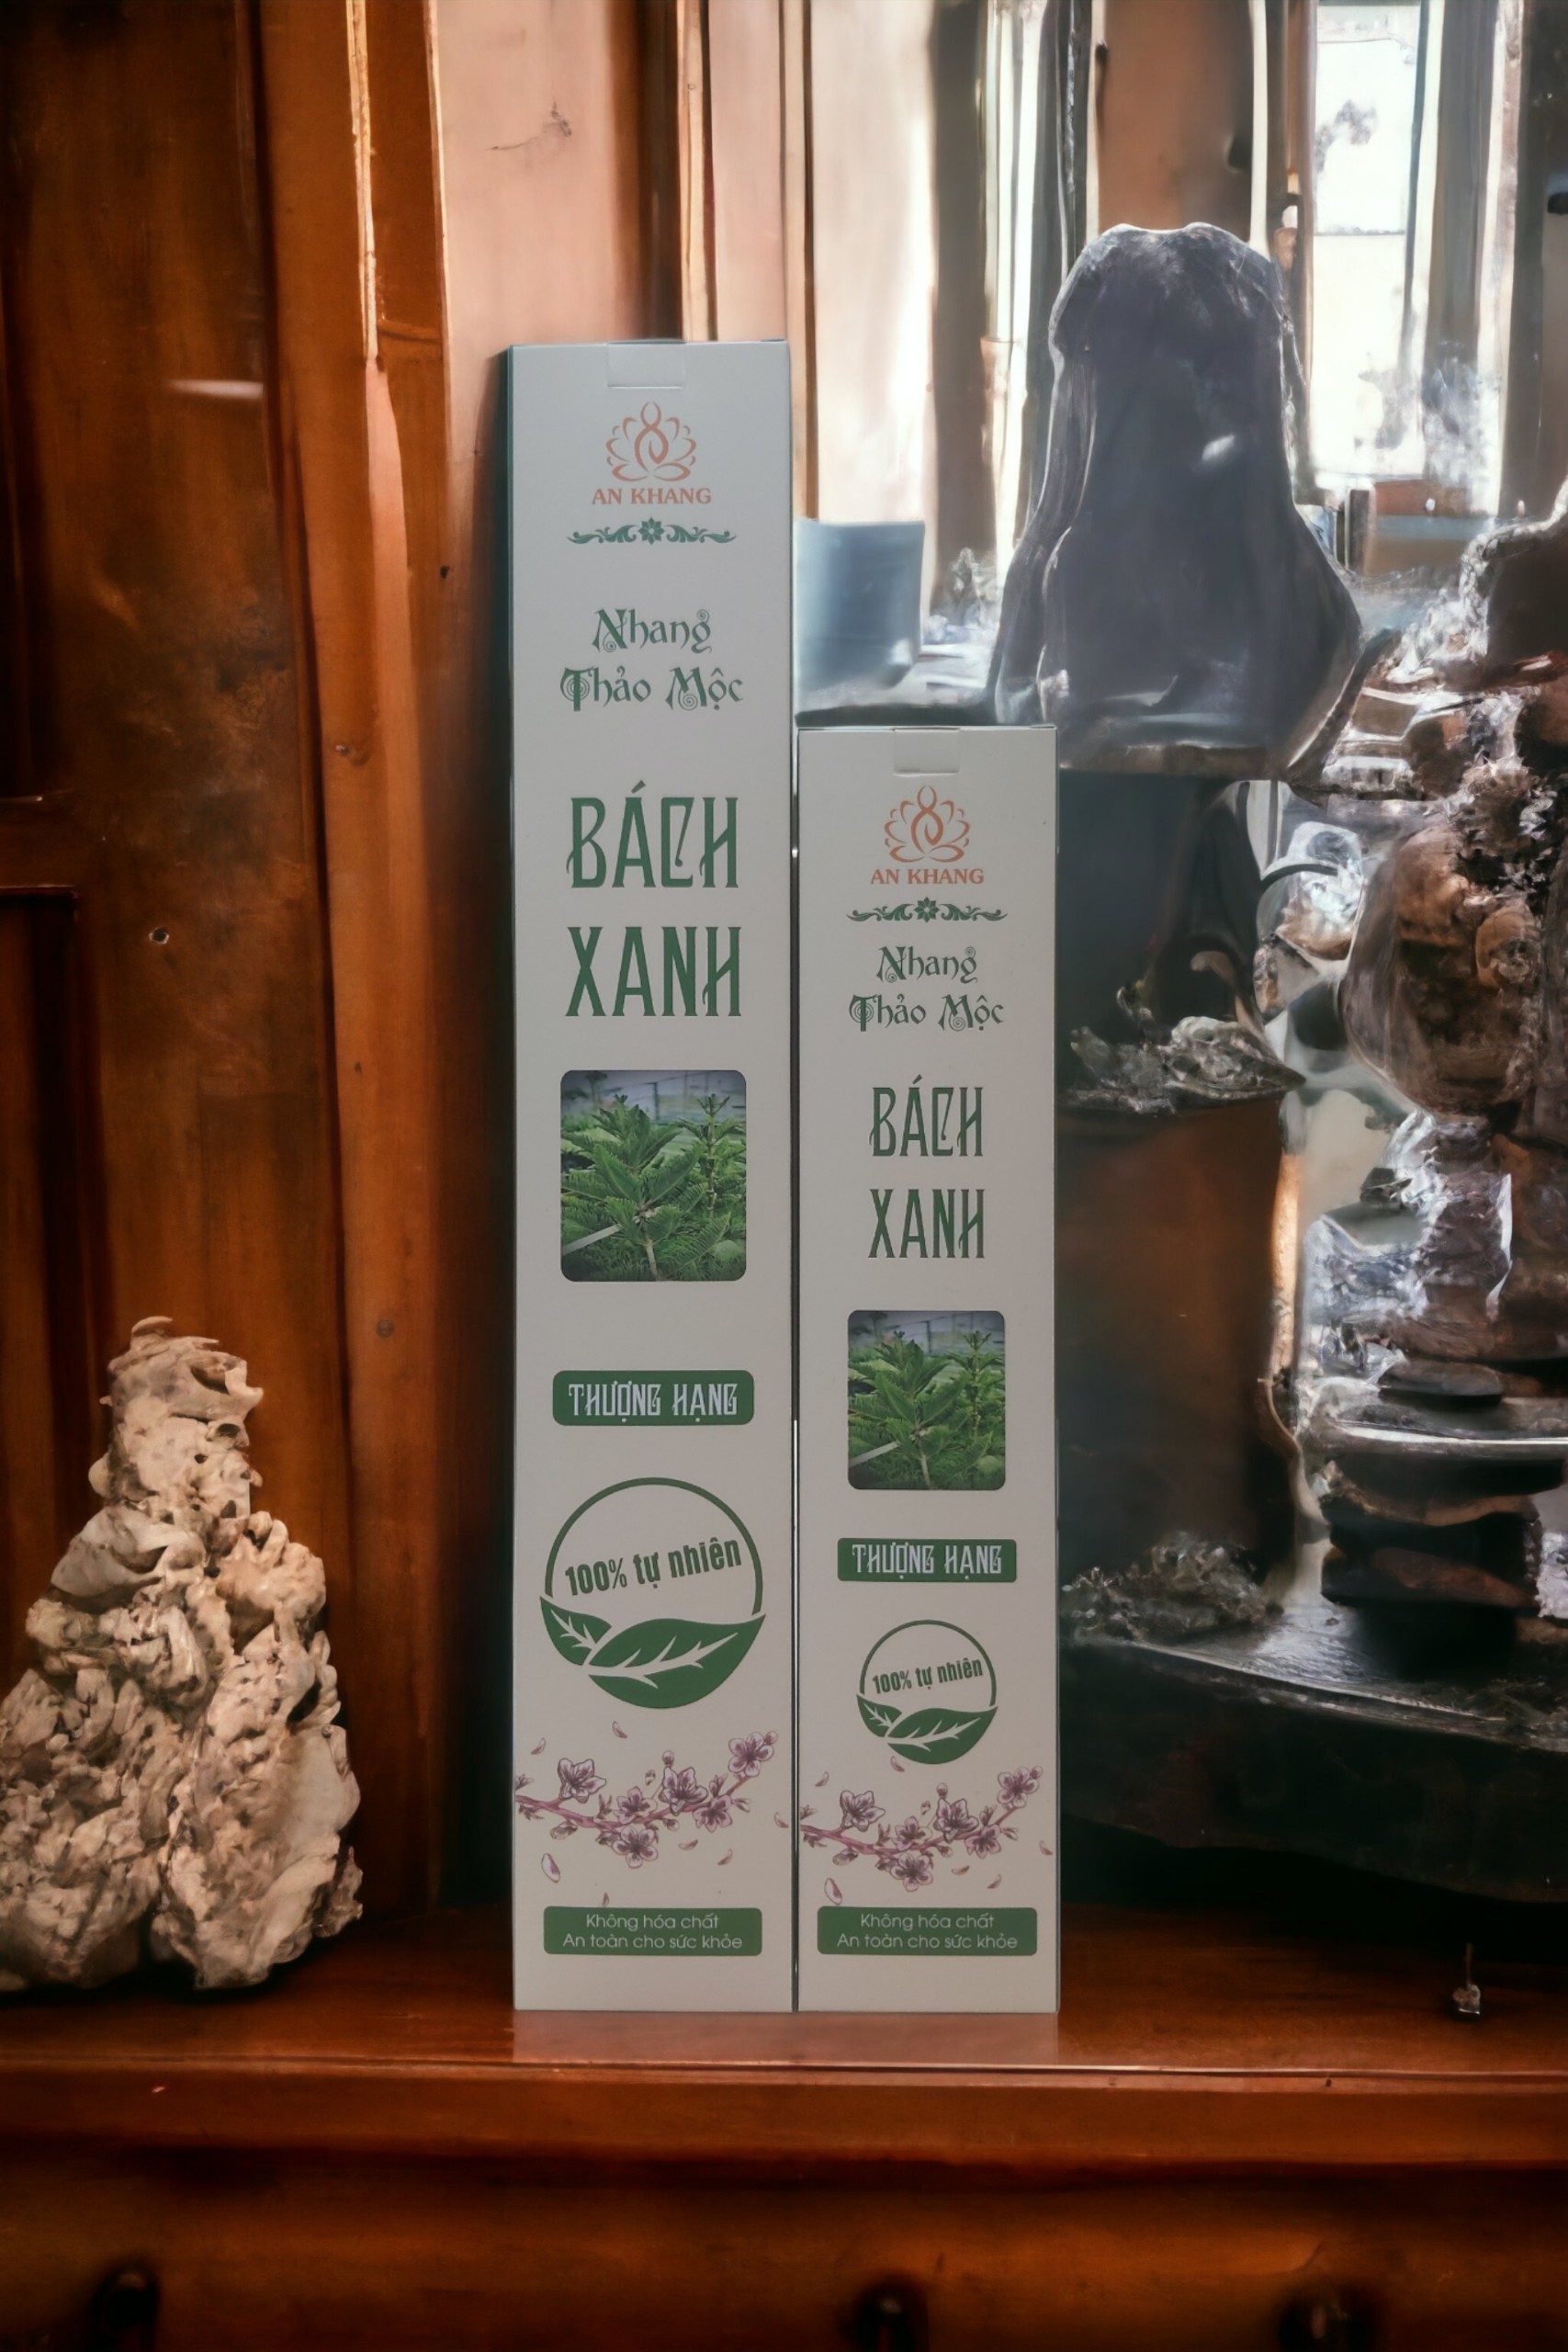 AN KHANG
Nhang
Thảo Mộc
BÁCH
XANH
THƯỢNG HẠNG
100% tự nhiên
Không hóa chất
An toàn cho sức khỏe
AN KHANG
Nhang
Thảo Mộc
BÁCH
XANH
THƯỢNG HẠNG
100% tự nhiên
Không hóa chất
An toàn cho sức khỏe